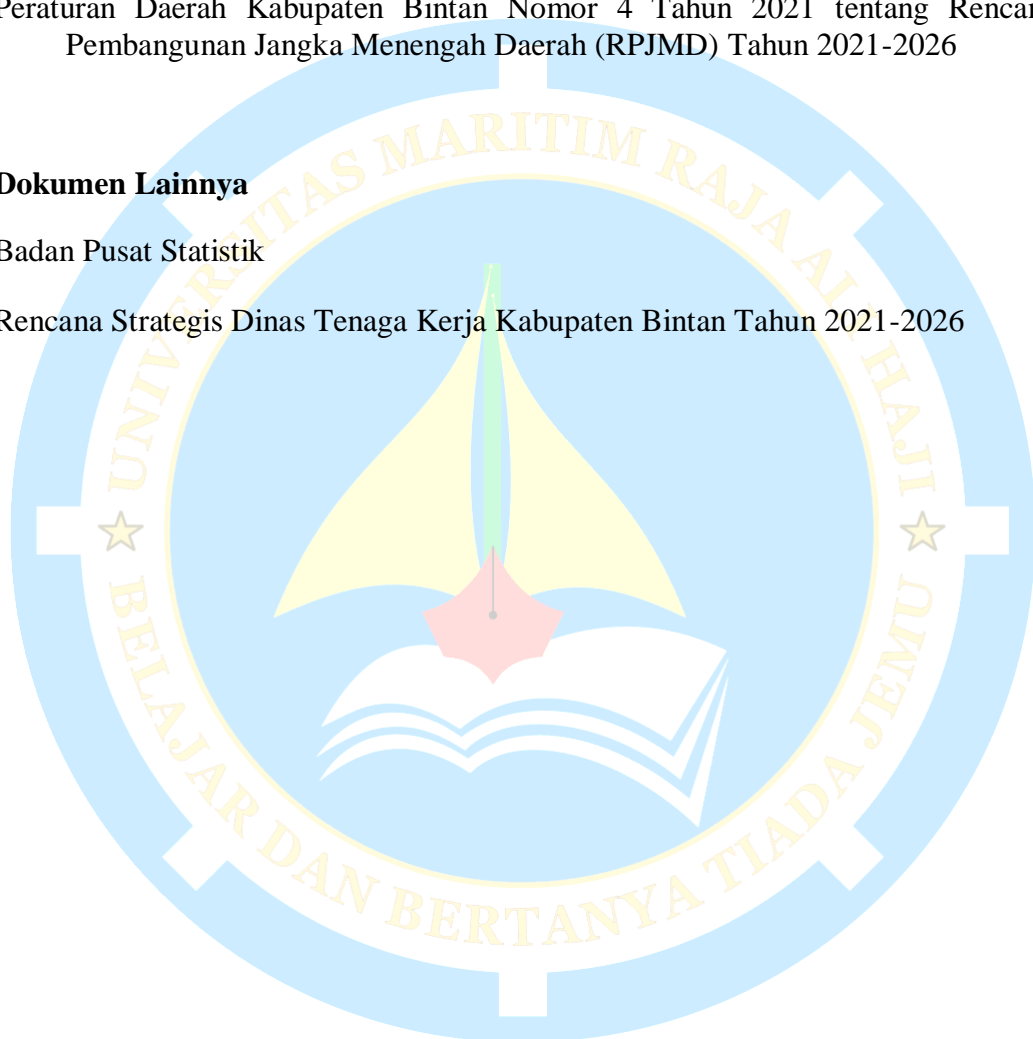 Peraturan Daerah Kabupaten Bintan Nomor 4 Tahun 2021 tentang Rencan
Pembangunan Jangka Menengah Daerah (RPJMD) Tahun 2021-2026
Dokumen Lainnya
Badan Pusat Statistik
Rencana Strategis Dinas Tenaga Kerja Kabupaten Bintan Tahun 2021-2026
UNIVERSITAS MARITIM RAJA ALI HAJI
BELAJAR DAN BERTANYA TIADA JEMU